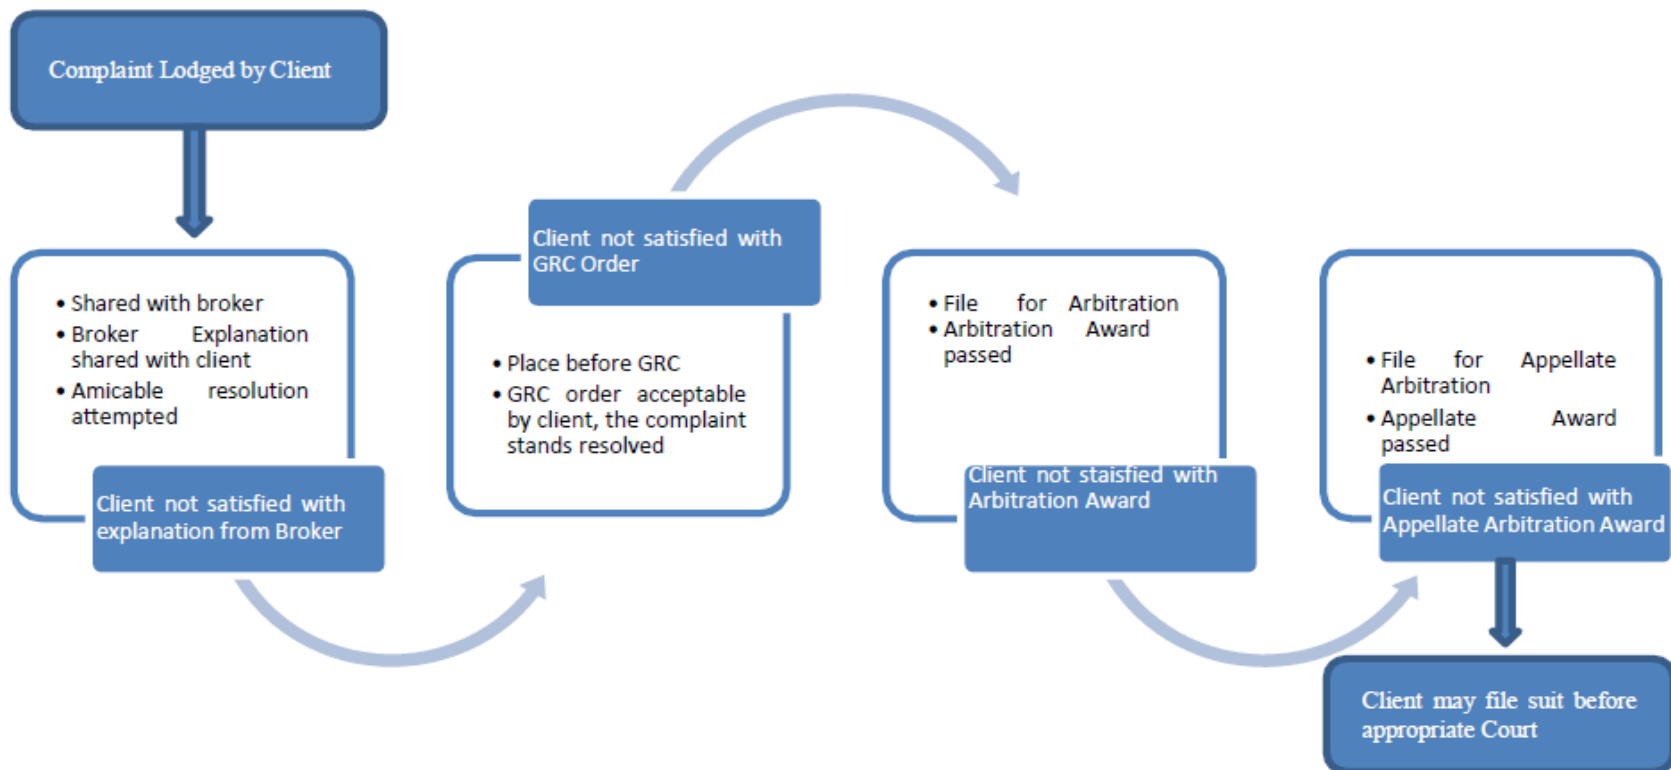 Complaint Lodged by Client
• Shared with broker
• Broker Explanation
shared with client
• Amicable resolution
attempted
Client not satisfied with
explanation from Broker
Client not satisfied with
GRC Order
• Place before GRC
• GRC order acceptable
by client, the complaint
stands resolved
• File for Arbitration
• Arbitration Award
passed
Client not staisfied with
Arbitration Award
• File for Appellate
Arbitration
• Appellate Award
passed
Client not satisfied with
Appellate Arbitration Award
Client may file suit before
appropriate Court